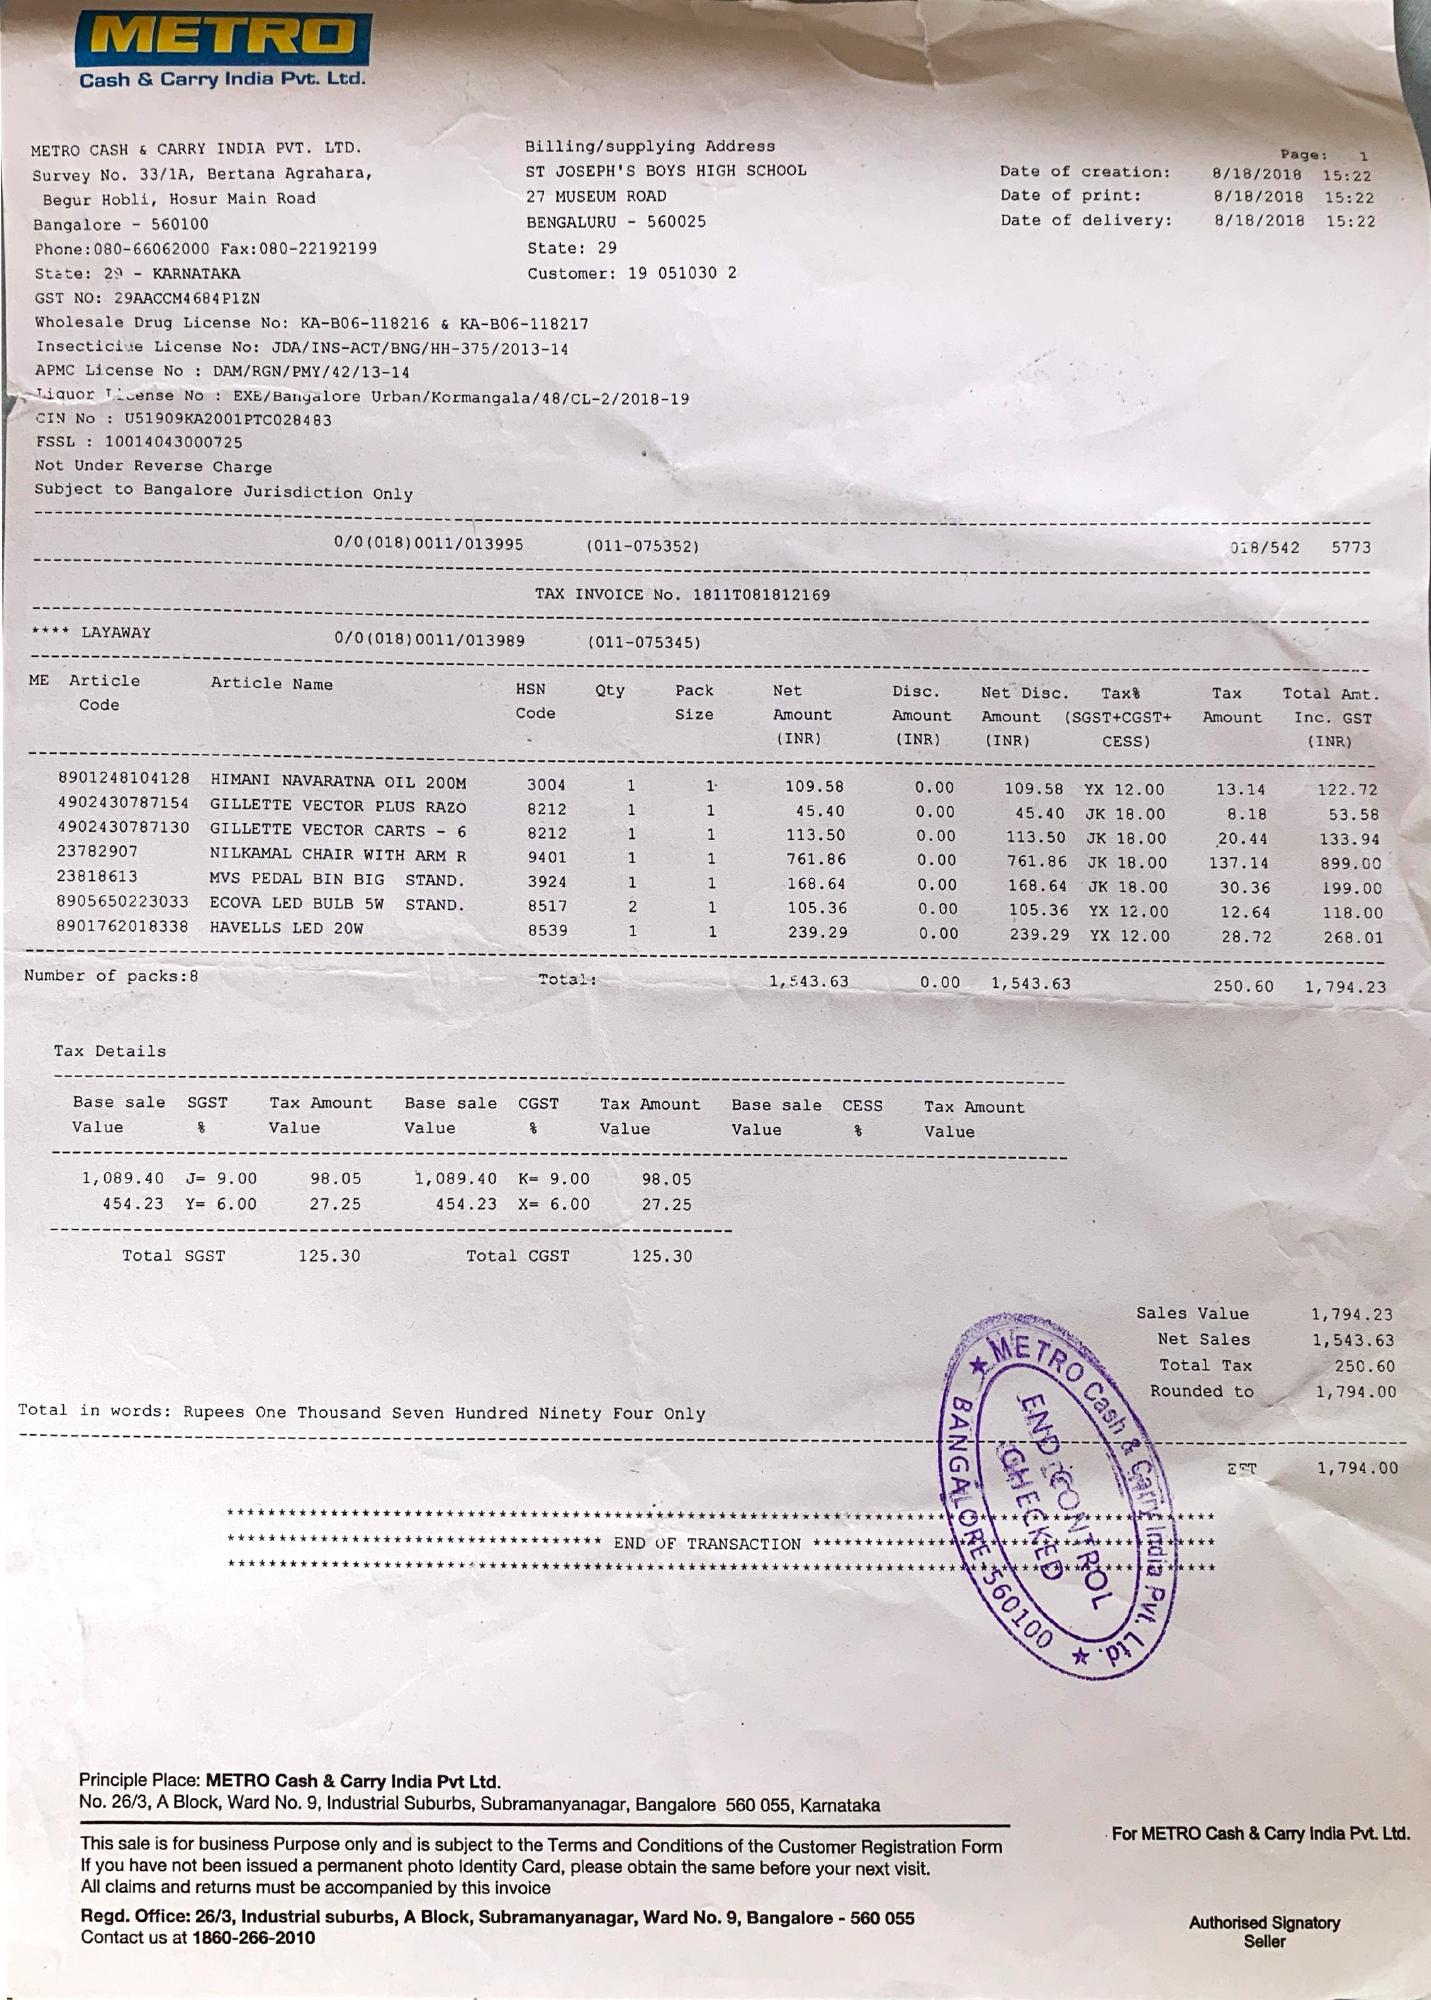 METRO
Cash & Carry India Pvt. Ltd.
METRO CASH & CARRY INDIA PVT. LTD.
Survey No. 33/1A, Bertana Agrahara,
Begur Hobli, Hosur Main Road
Bangalore - 560100
Phone:080-66062000 Fax:080-22192199
State: 29 - KARNATAKA
GST NO: 29AACCM4684P1ZN
Wholesale Drug License No: KA-B06-118216 & KA-B06-118217
Insecticide License No: JDA/INS-ACT/BNG/HH-375/2013-14
APMC License No : DAM/RGN/PMY/42/13-14
Liquor License No : EXE/Bangalore Urban/Kormangala/48/CL-2/2018-19
CIN No : U51909KA2001PTC028483
FSSL : 10014043000725
Not Under Reverse Charge
Subject to Bangalore Jurisdiction Only
Billing/supplying Address
ST JOSEPH'S BOYS HIGH SCHOOL
27 MUSEUM ROAD
BENGALURU - 560025
State: 29
Customer: 19 051030 2
Page: 1
Date of creation: 8/18/2018 15:22
Date of print: 8/18/2018 15:22
Date of delivery: 8/18/2018 15:22
0/0(018)0011/013995 (011-075352) 018/542 5773
TAX INVOICE No. 1811T081812169
**** LAYAWAY 0/0(018)0011/013989 (011-075345)
ME Article Article Name HSN Qty Pack Net Disc. Net Disc. Tax% Tax Total Amt.
Code Code Size Amount Amount Amount (SGST+CGST+ Amount Inc. GST
(INR) (INR) (INR) CESS) (INR)
8901248104128 HIMANI NAVARATNA OIL 200M 3004 1 1 109.58 0.00 109.58 YX 12.00 13.14 122.72
4902430787154 GILLETTE VECTOR PLUS RAZO 8212 1 1 45.40 0.00 45.40 JK 18.00 8.18 53.58
4902430787130 GILLETTE VECTOR CARTS - 6 8212 1 1 113.50 0.00 113.50 JK 18.00 20.44 133.94
23782907 NILKAMAL CHAIR WITH ARM R 9401 1 1 761.86 0.00 761.86 JK 18.00 137.14 899.00
23818613 MVS PEDAL BIN BIG STAND. 3924 1 1 168.64 0.00 168.64 JK 18.00 30.36 199.00
8905650223033 ECOVA LED BULB 5W STAND. 8517 2 1 105.36 0.00 105.36 YX 12.00 12.64 118.00
8901762018338 HAVELLS LED 20W 8539 1 1 239.29 0.00 239.29 YX 12.00 28.72 268.01
Number of packs:8 Total: 1,543.63 0.00 1,543.63 250.60 1,794.23
Tax Details
Base sale SGST Tax Amount Base sale CGST Tax Amount Base sale CESS Tax Amount
Value % Value Value % Value Value % Value
1,089.40 J= 9.00 98.05 1,089.40 K= 9.00 98.05
454.23 Y= 6.00 27.25 454.23 X= 6.00 27.25
Total SGST 125.30 Total CGST 125.30
Sales Value 1,794.23
Net Sales 1,543.63
Total Tax 250.60
Rounded to 1,794.00
Total in words: Rupees One Thousand Seven Hundred Ninety Four Only
1,794.00
END OF TRANSACTION
METRO Cash & Carry India Pvt. Ltd.
BANGALORE-560100
END CONTROL
CHECKED
Principle Place: METRO Cash & Carry India Pvt Ltd.
No. 26/3, A Block, Ward No. 9, Industrial Suburbs, Subramanyanagar, Bangalore 560 055, Karnataka
This sale is for business Purpose only and is subject to the Terms and Conditions of the Customer Registration Form
If you have not been issued a permanent photo Identity Card, please obtain the same before your next visit.
All claims and returns must be accompanied by this invoice
Regd. Office: 26/3, Industrial suburbs, A Block, Subramanyanagar, Ward No. 9, Bangalore - 560 055
Contact us at 1860-266-2010
For METRO Cash & Carry India Pvt. Ltd.
Authorised Signatory
Seller